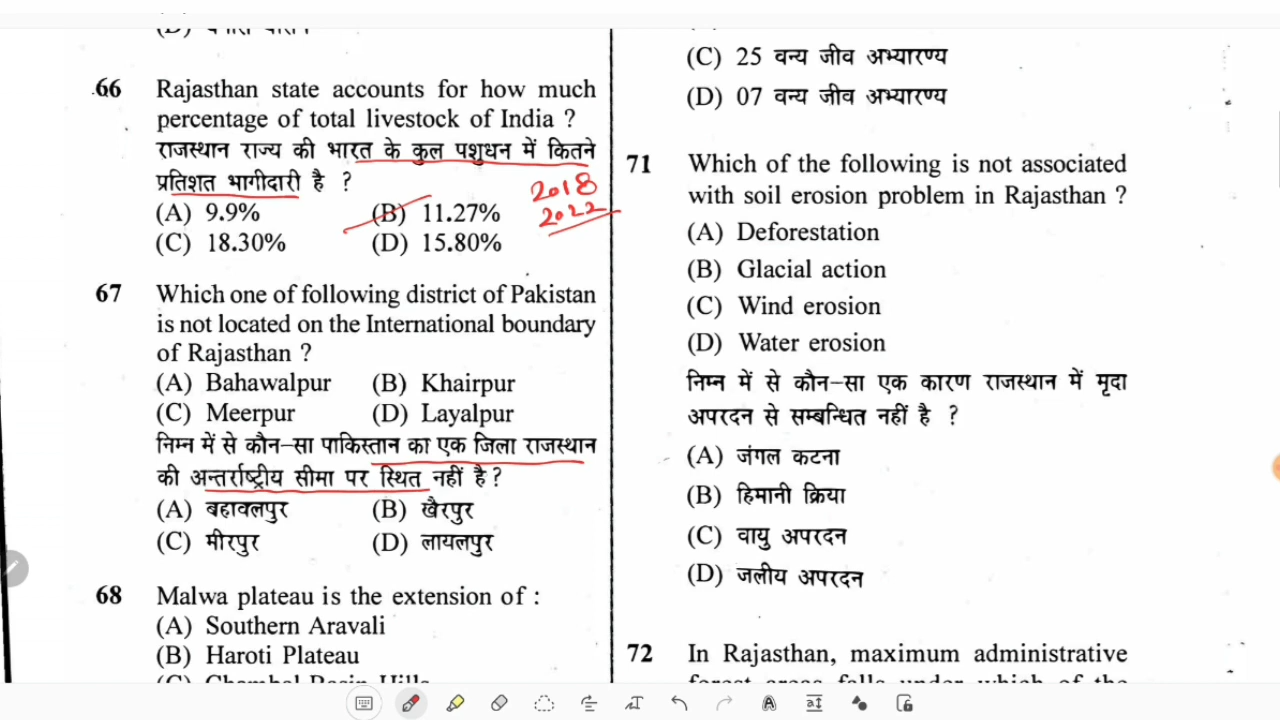 66 Rajasthan state accounts for how much
percentage of total livestock of India ?
राजस्थान राज्य की भारत के कुल पशुधन में कितने
प्रतिशत भागीदारी है ?
(A) 9.9% (B) 11.27%
(C) 18.30% (D) 15.80%
2018
2022
67 Which one of following district of Pakistan
is not located on the International boundary
of Rajasthan ?
(A) Bahawalpur (B) Khairpur
(C) Meerpur (D) Layalpur
निम्न में से कौन-सा पाकिस्तान का एक जिला राजस्थान
की अन्तर्राष्ट्रीय सीमा पर स्थित नहीं है?
(A) बहावलपुर (B) खैरपुर
(C) मीरपुर (D) लायलपुर
68 Malwa plateau is the extension of :
(A) Southern Aravali
(B) Haroti Plateau
(C) 25 वन्य जीव अभ्यारण्य
(D) 07 वन्य जीव अभ्यारण्य
71 Which of the following is not associated
with soil erosion problem in Rajasthan ?
(A) Deforestation
(B) Glacial action
(C) Wind erosion
(D) Water erosion
निम्न में से कौन-सा एक कारण राजस्थान में मृदा
अपरदन से सम्बन्धित नहीं है ?
(A) जंगल कटना
(B) हिमानी क्रिया
(C) वायु अपरदन
(D) जलीय अपरदन
72 In Rajasthan, maximum administrative